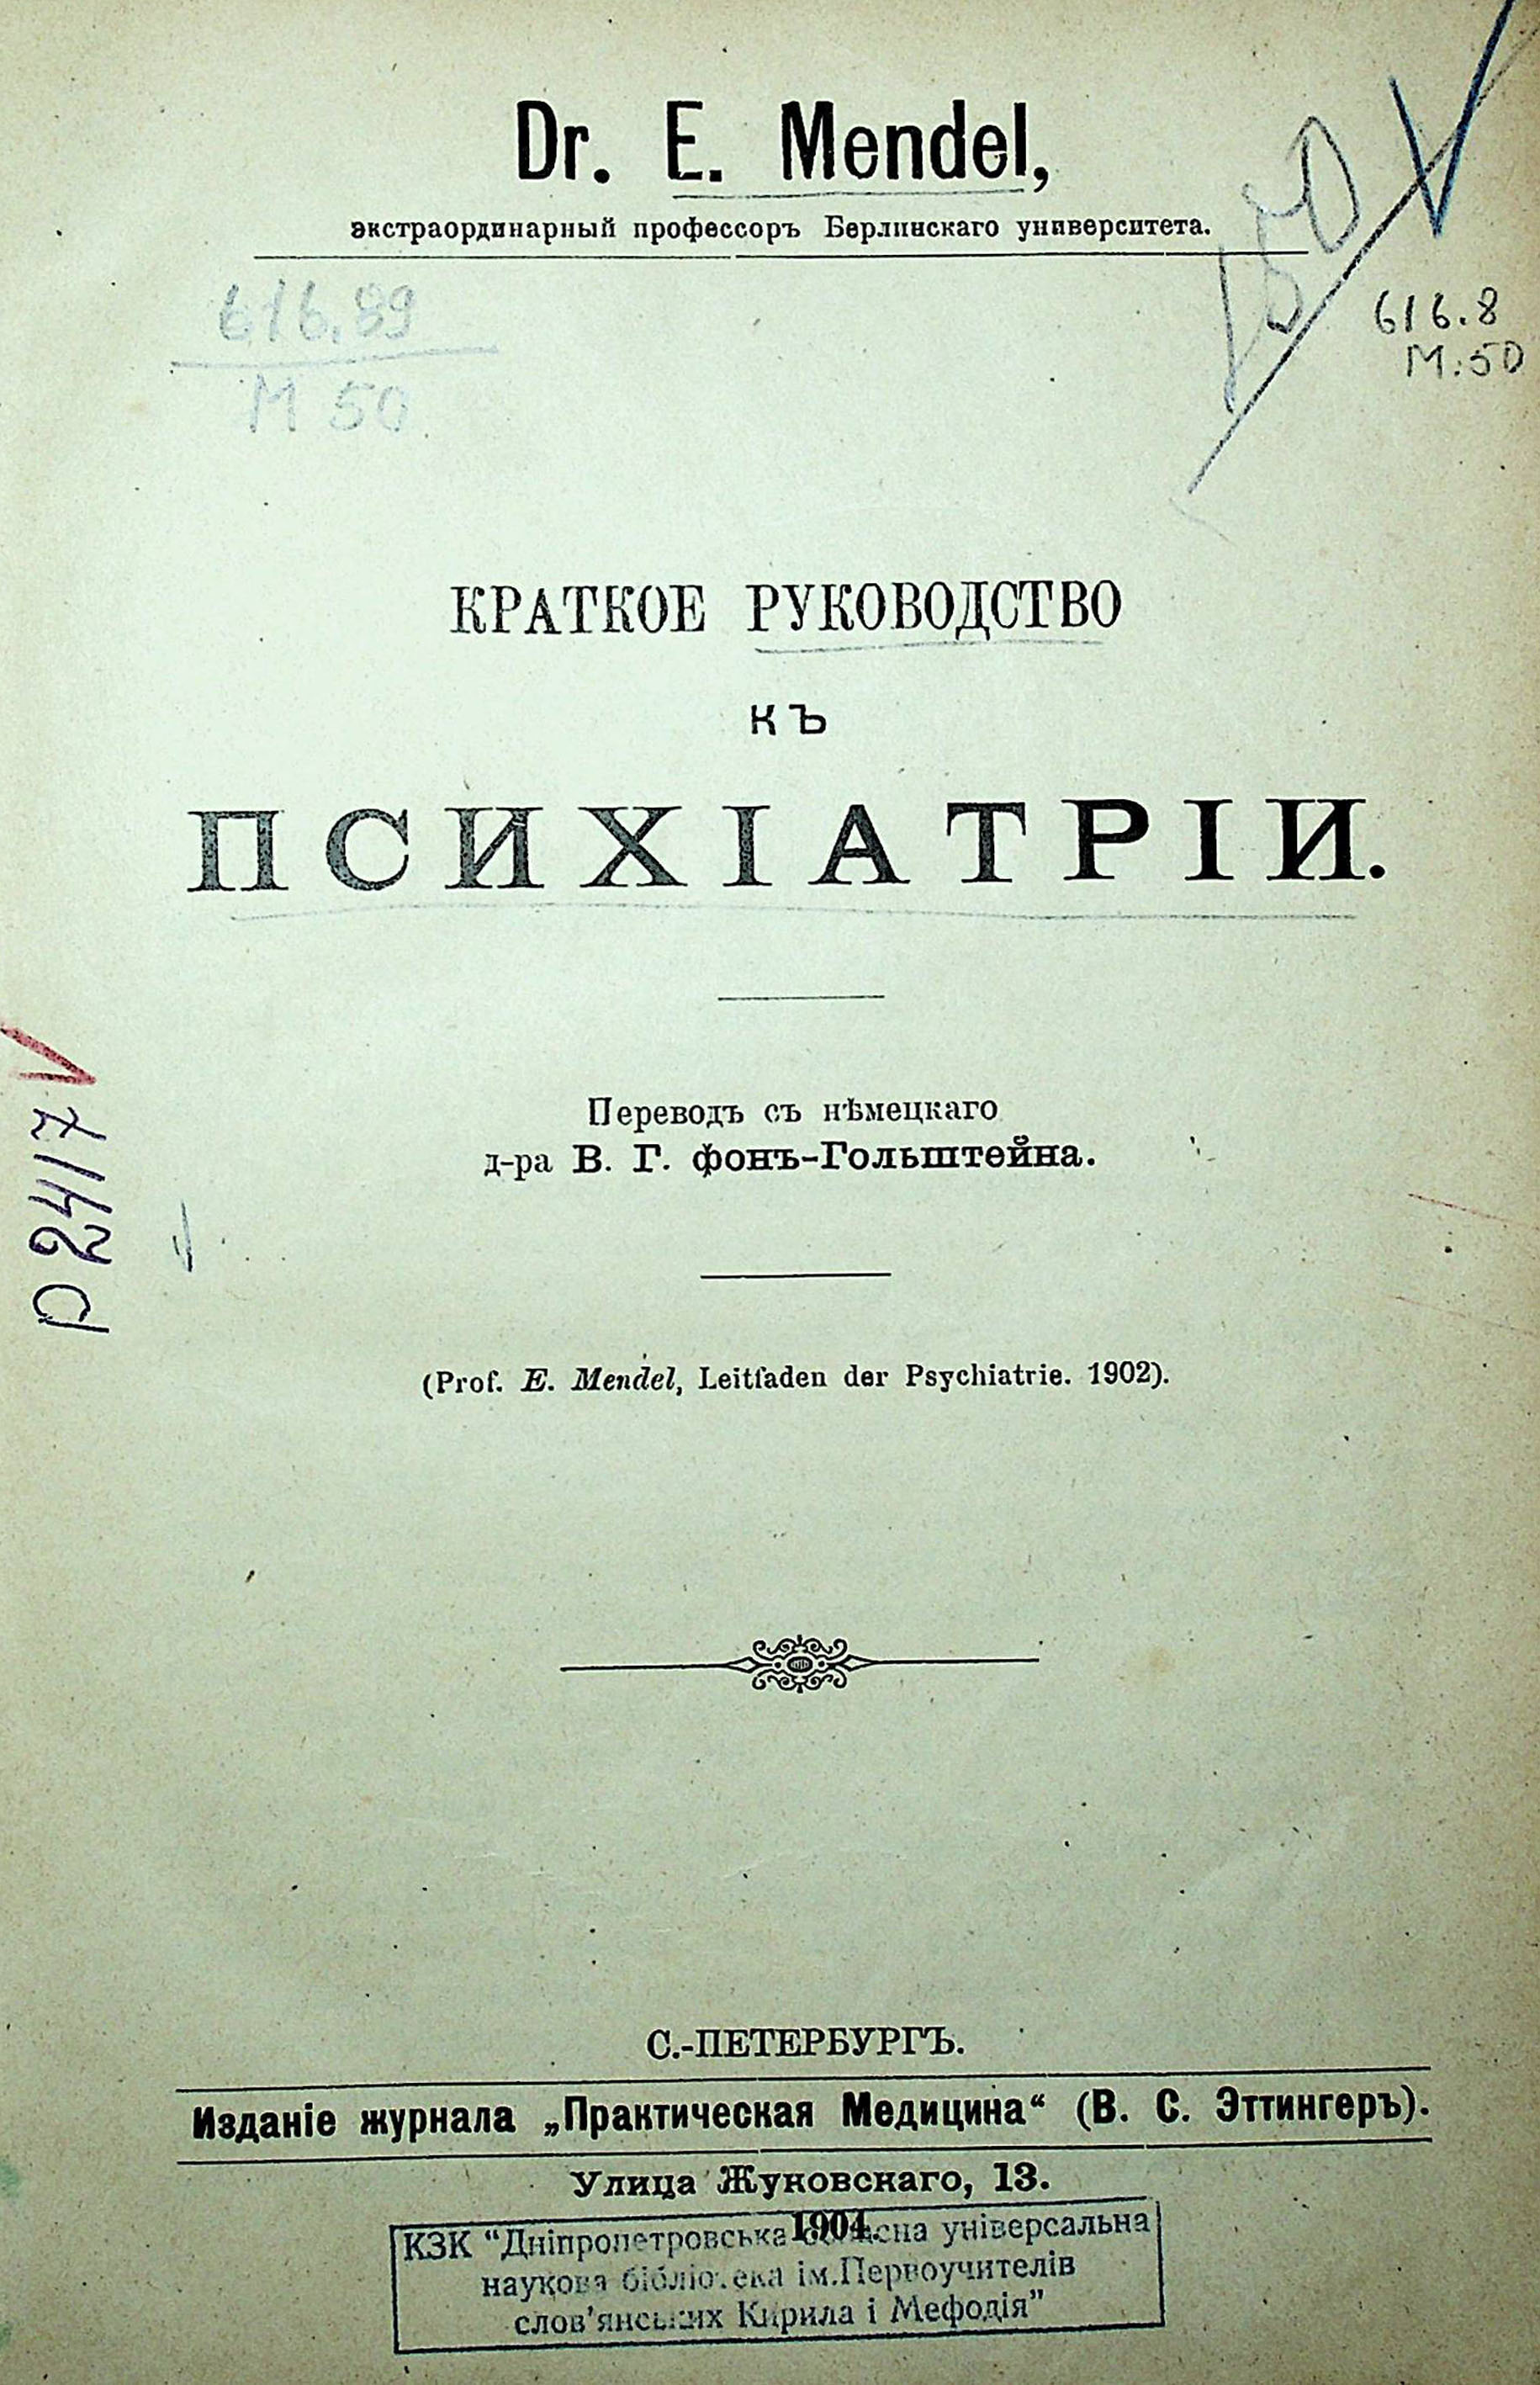 Dr. E. Mendel,
экстраординарный профессоръ Берлинскаго университета.
616.89
М 50
150
616.8
М.50
КРАТКОЕ РУКОВОДСТВО
КЪ
ПСИХІАТРІИ.
Переводъ съ нѣмецкаго
д-ра В. Г. фонъ-Гольштейна.
р 2417
(Prof. E. Mendel, Leitfaden der Psychiatrie. 1902).
С.-ПЕТЕРБУРГЪ.
Изданіе журнала „Практическая Медицина“ (В. С. Эттингеръ).
Улица Жуковскаго, 13.
1904.
КЗК “Дніпропетровська обласна універсальна
наукова бібліотека ім.Первоучителів
слов’янських Кирила і Мефодія”